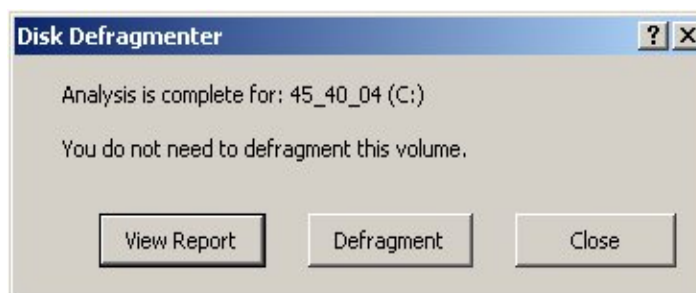 Disk Defragmenter
Analysis is complete for: 45_40_04 (C:)
You do not need to defragment this volume.
View Report Defragment Close